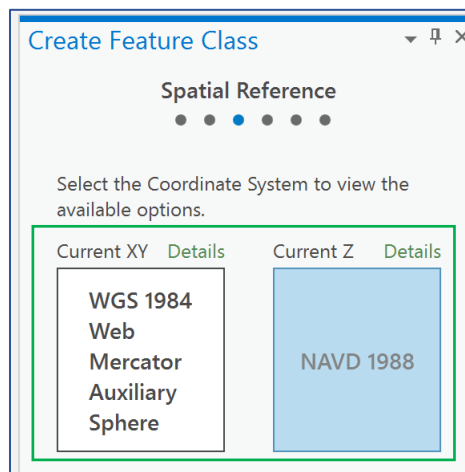 Create Feature Class
Spatial Reference
Select the Coordinate System to view the
available options.
Current XY Details Current Z Details
WGS 1984
Web
Mercator
Auxiliary
Sphere
NAVD 1988